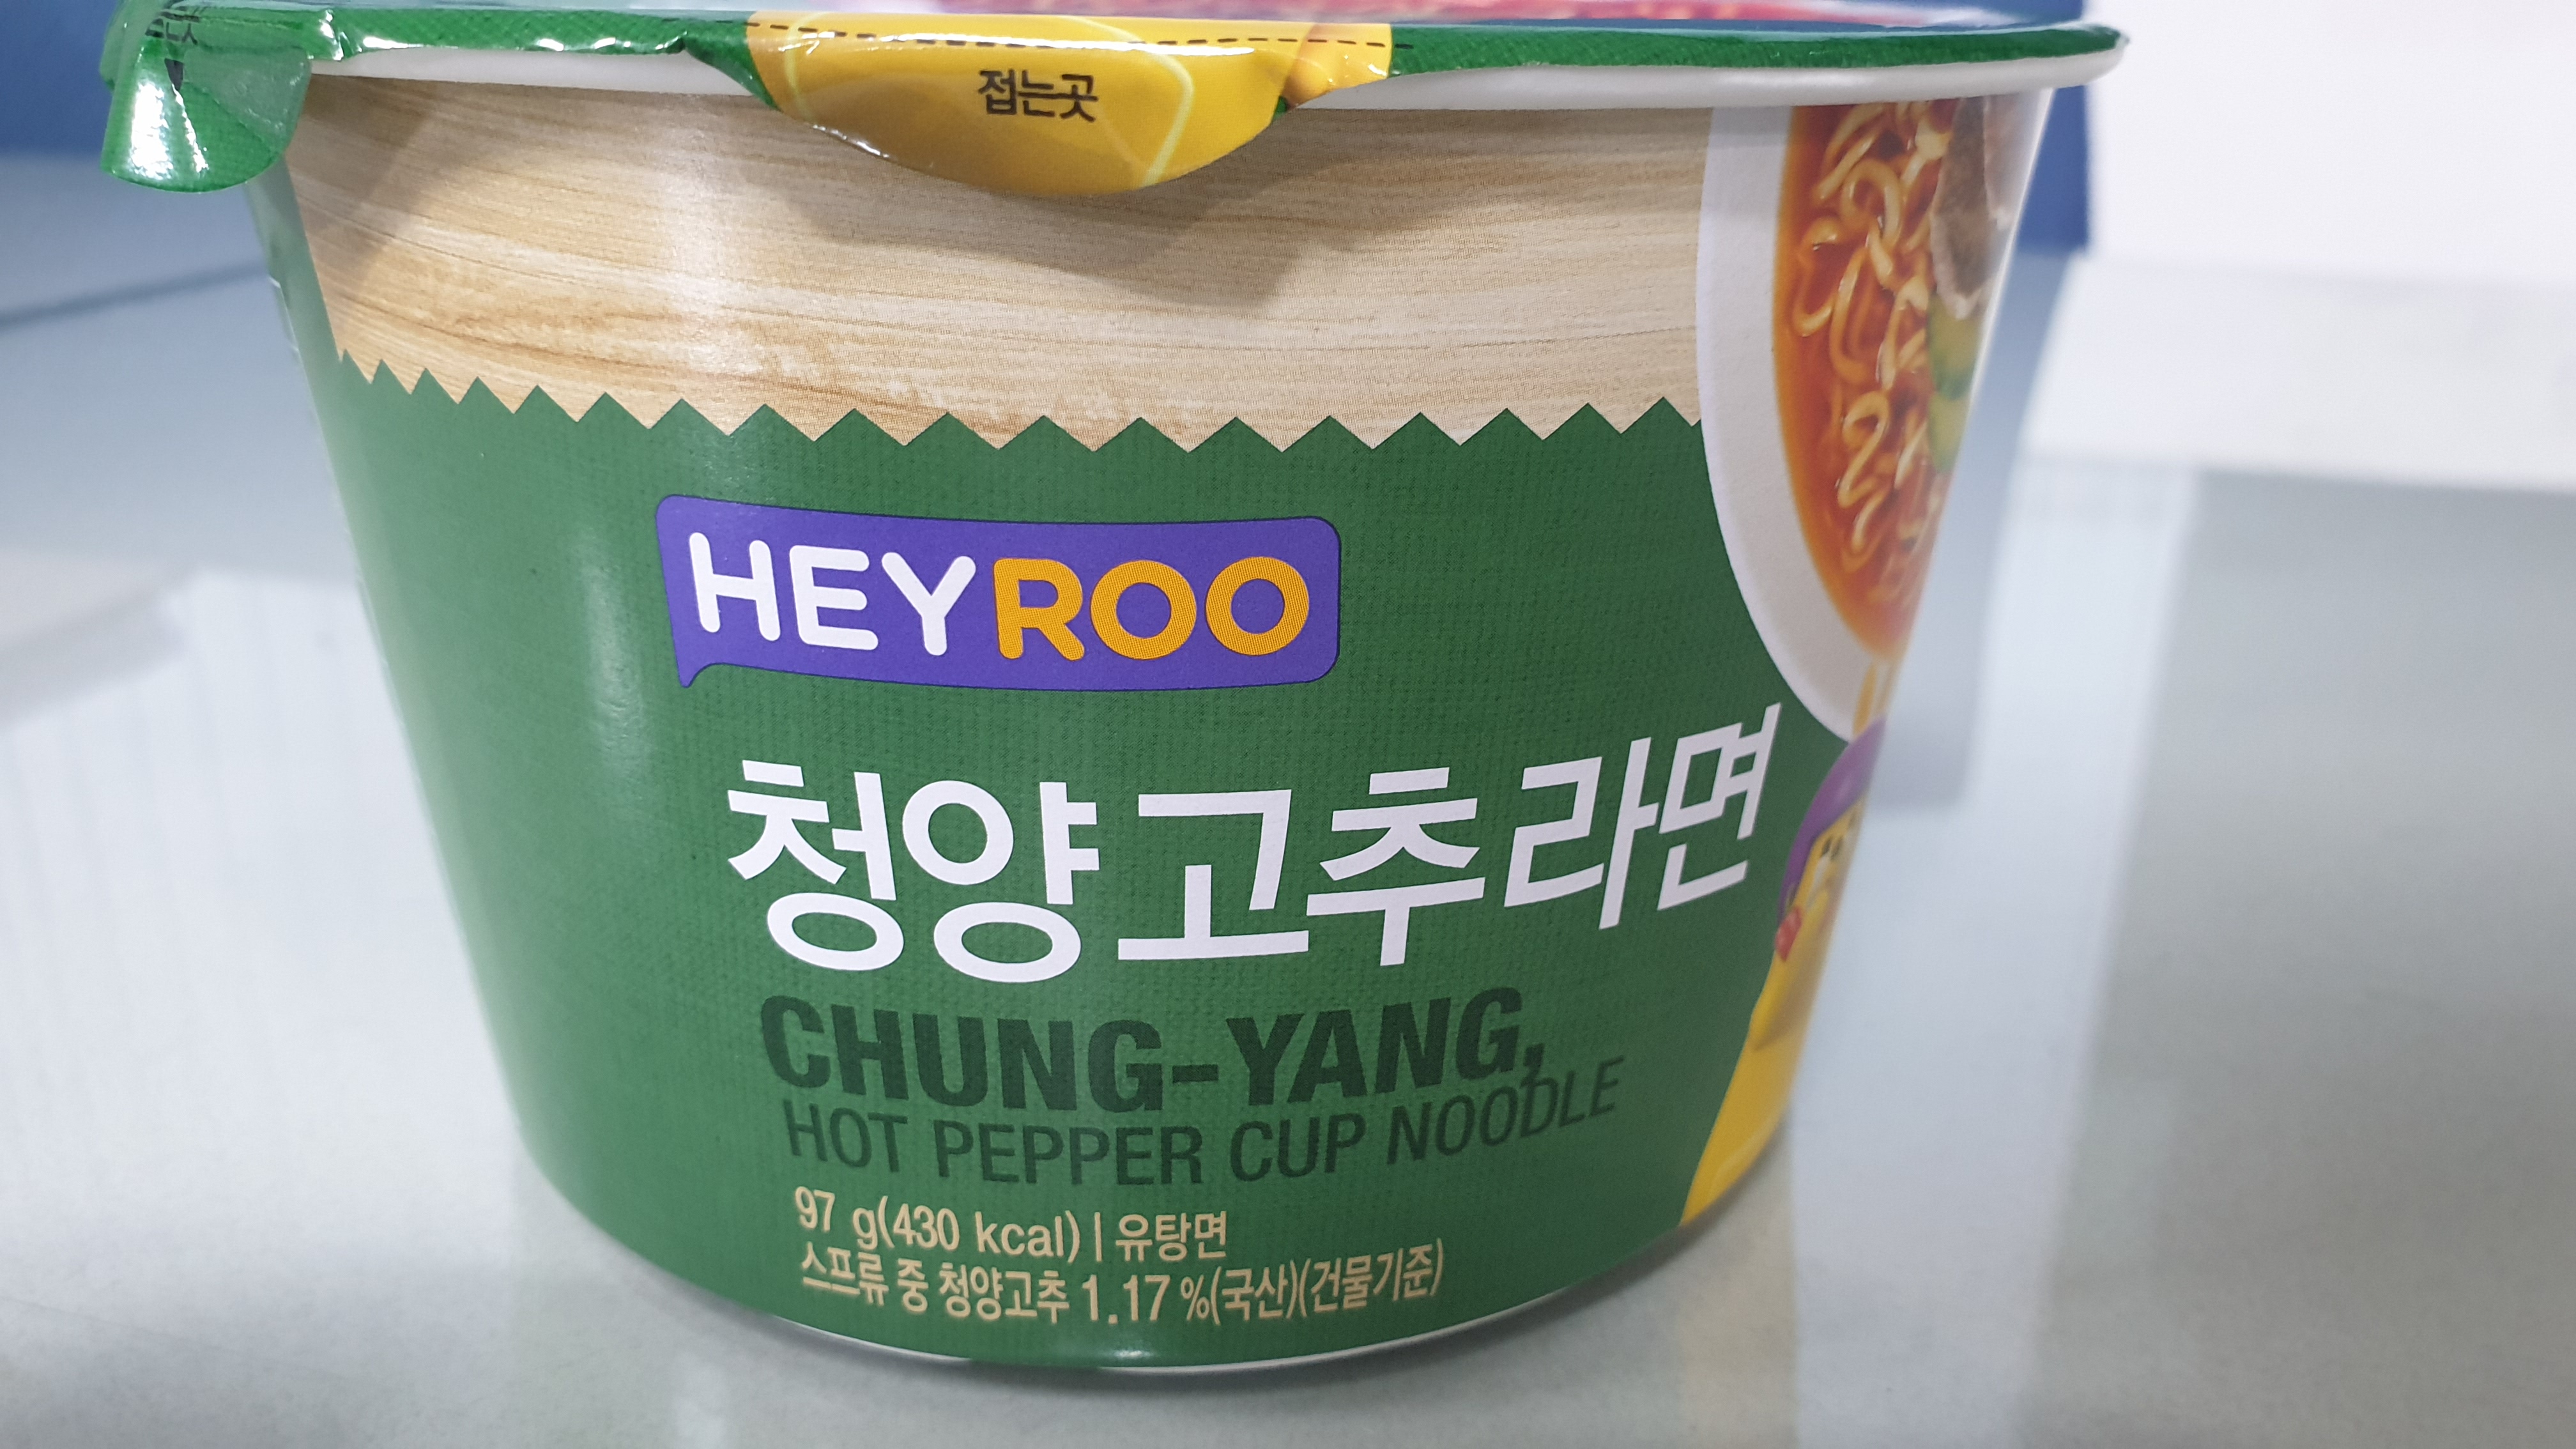 접는곳
HEYROO
청양고추라면
CHUNG-YANG,
HOT PEPPER CUP NOODLE
97 g(430 kcal) | 유탕면
스프류 중 청양고추 1.17 %(국산)(건물기준)